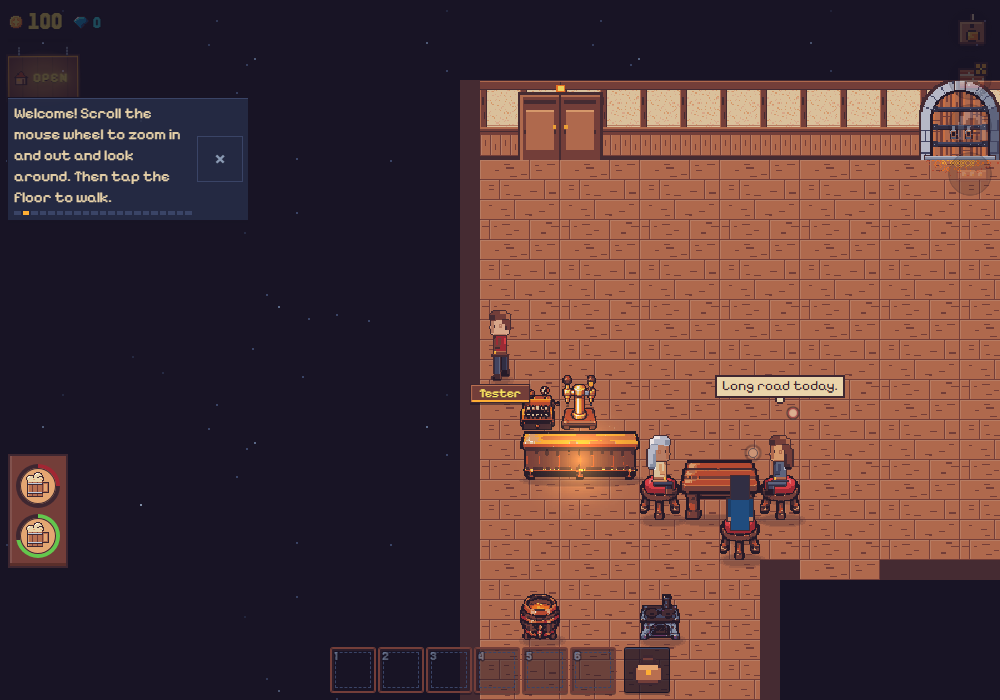 100 0
OPEN
Welcome! Scroll the
mouse wheel to zoom in
and out and look
around. Then tap the
floor to walk.
×
Long road today.
Tester
1 2 3 4 5 6